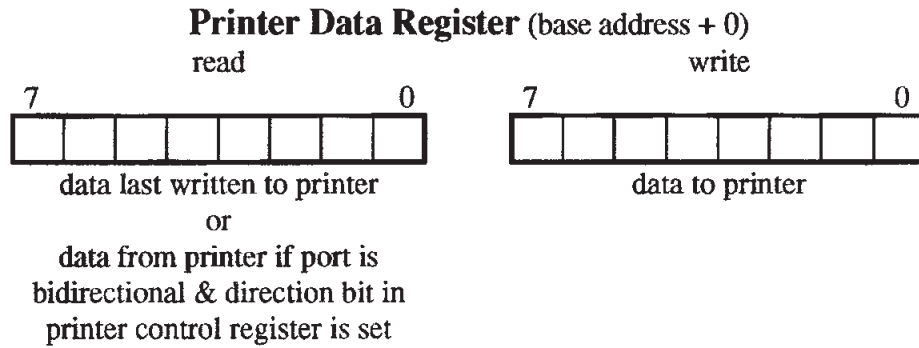 Printer Data Register (base address + 0)
read
write
7 0
7 0
data last written to printer
or
data from printer if port is
bidirectional & direction bit in
printer control register is set
data to printer